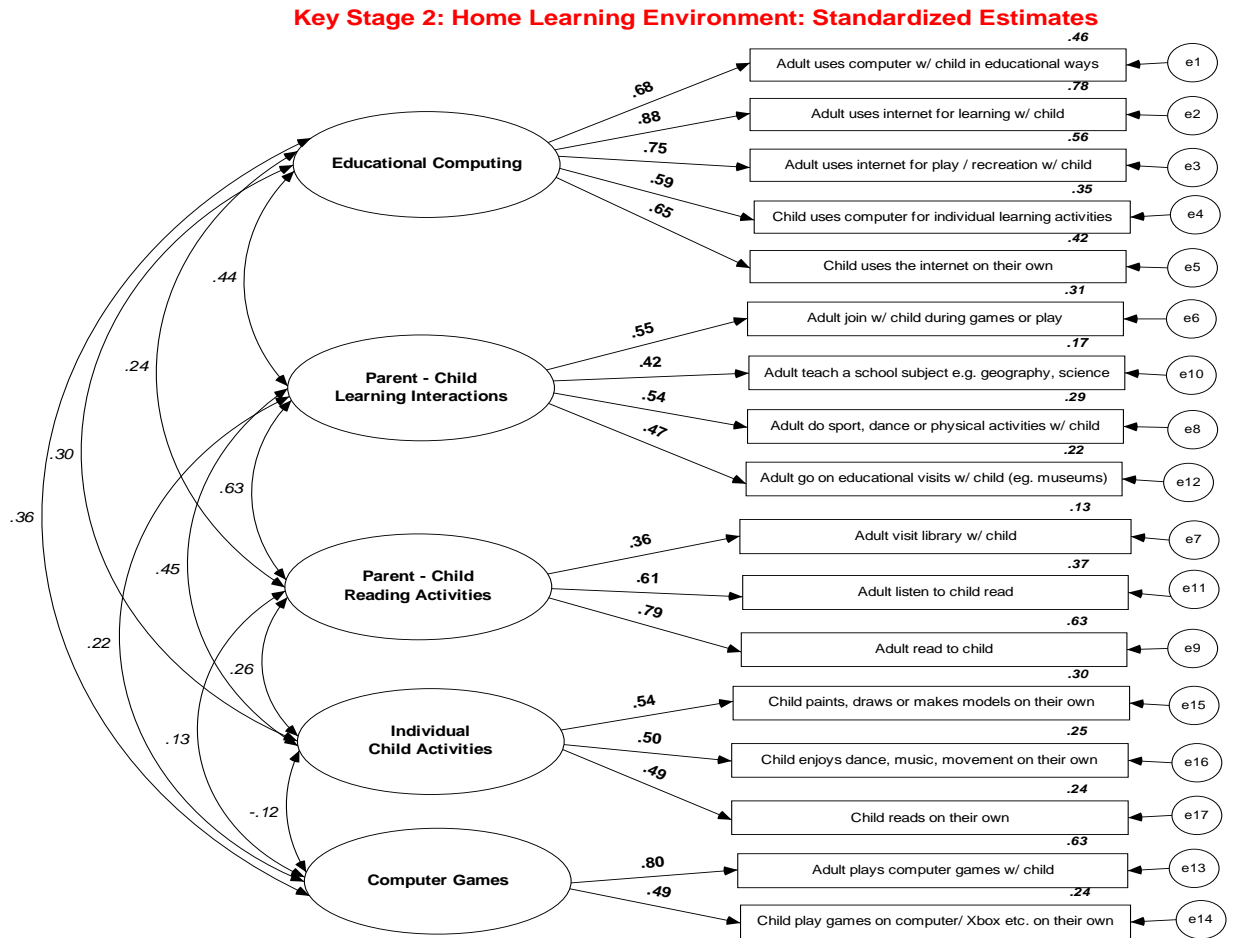 Key Stage 2: Home Learning Environment: Standardized Estimates
.46
Adult uses computer w/ child in educational ways
e1
.68
.78
Adult uses internet for learning w/ child
e2
.88
.56
Educational Computing
.75
Adult uses internet for play / recreation w/ child
e3
.59
.35
Child uses computer for individual learning activities
e4
.65
.42
Child uses the internet on their own
e5
.44
.31
Adult join w/ child during games or play
e6
.55
.17
.24
Parent - Child
Learning Interactions
.42
Adult teach a school subject e.g. geography, science
e10
.54
.29
Adult do sport, dance or physical activities w/ child
e8
.47
.22
Adult go on educational visits w/ child (eg. museums)
e12
.30
.63
.36
.13
Adult visit library w/ child
e7
.36
.45
Parent - Child
Reading Activities
.61
.37
Adult listen to child read
e11
.79
.63
Adult read to child
e9
.22
.26
.30
Child paints, draws or makes models on their own
e15
.54
.13
Individual
Child Activities
.50
.25
Child enjoys dance, music, movement on their own
e16
.49
.24
Child reads on their own
e17
-.12
.63
Computer Games
.80
Adult plays computer games w/ child
e13
.49
.24
Child play games on computer/ Xbox etc. on their own
e14